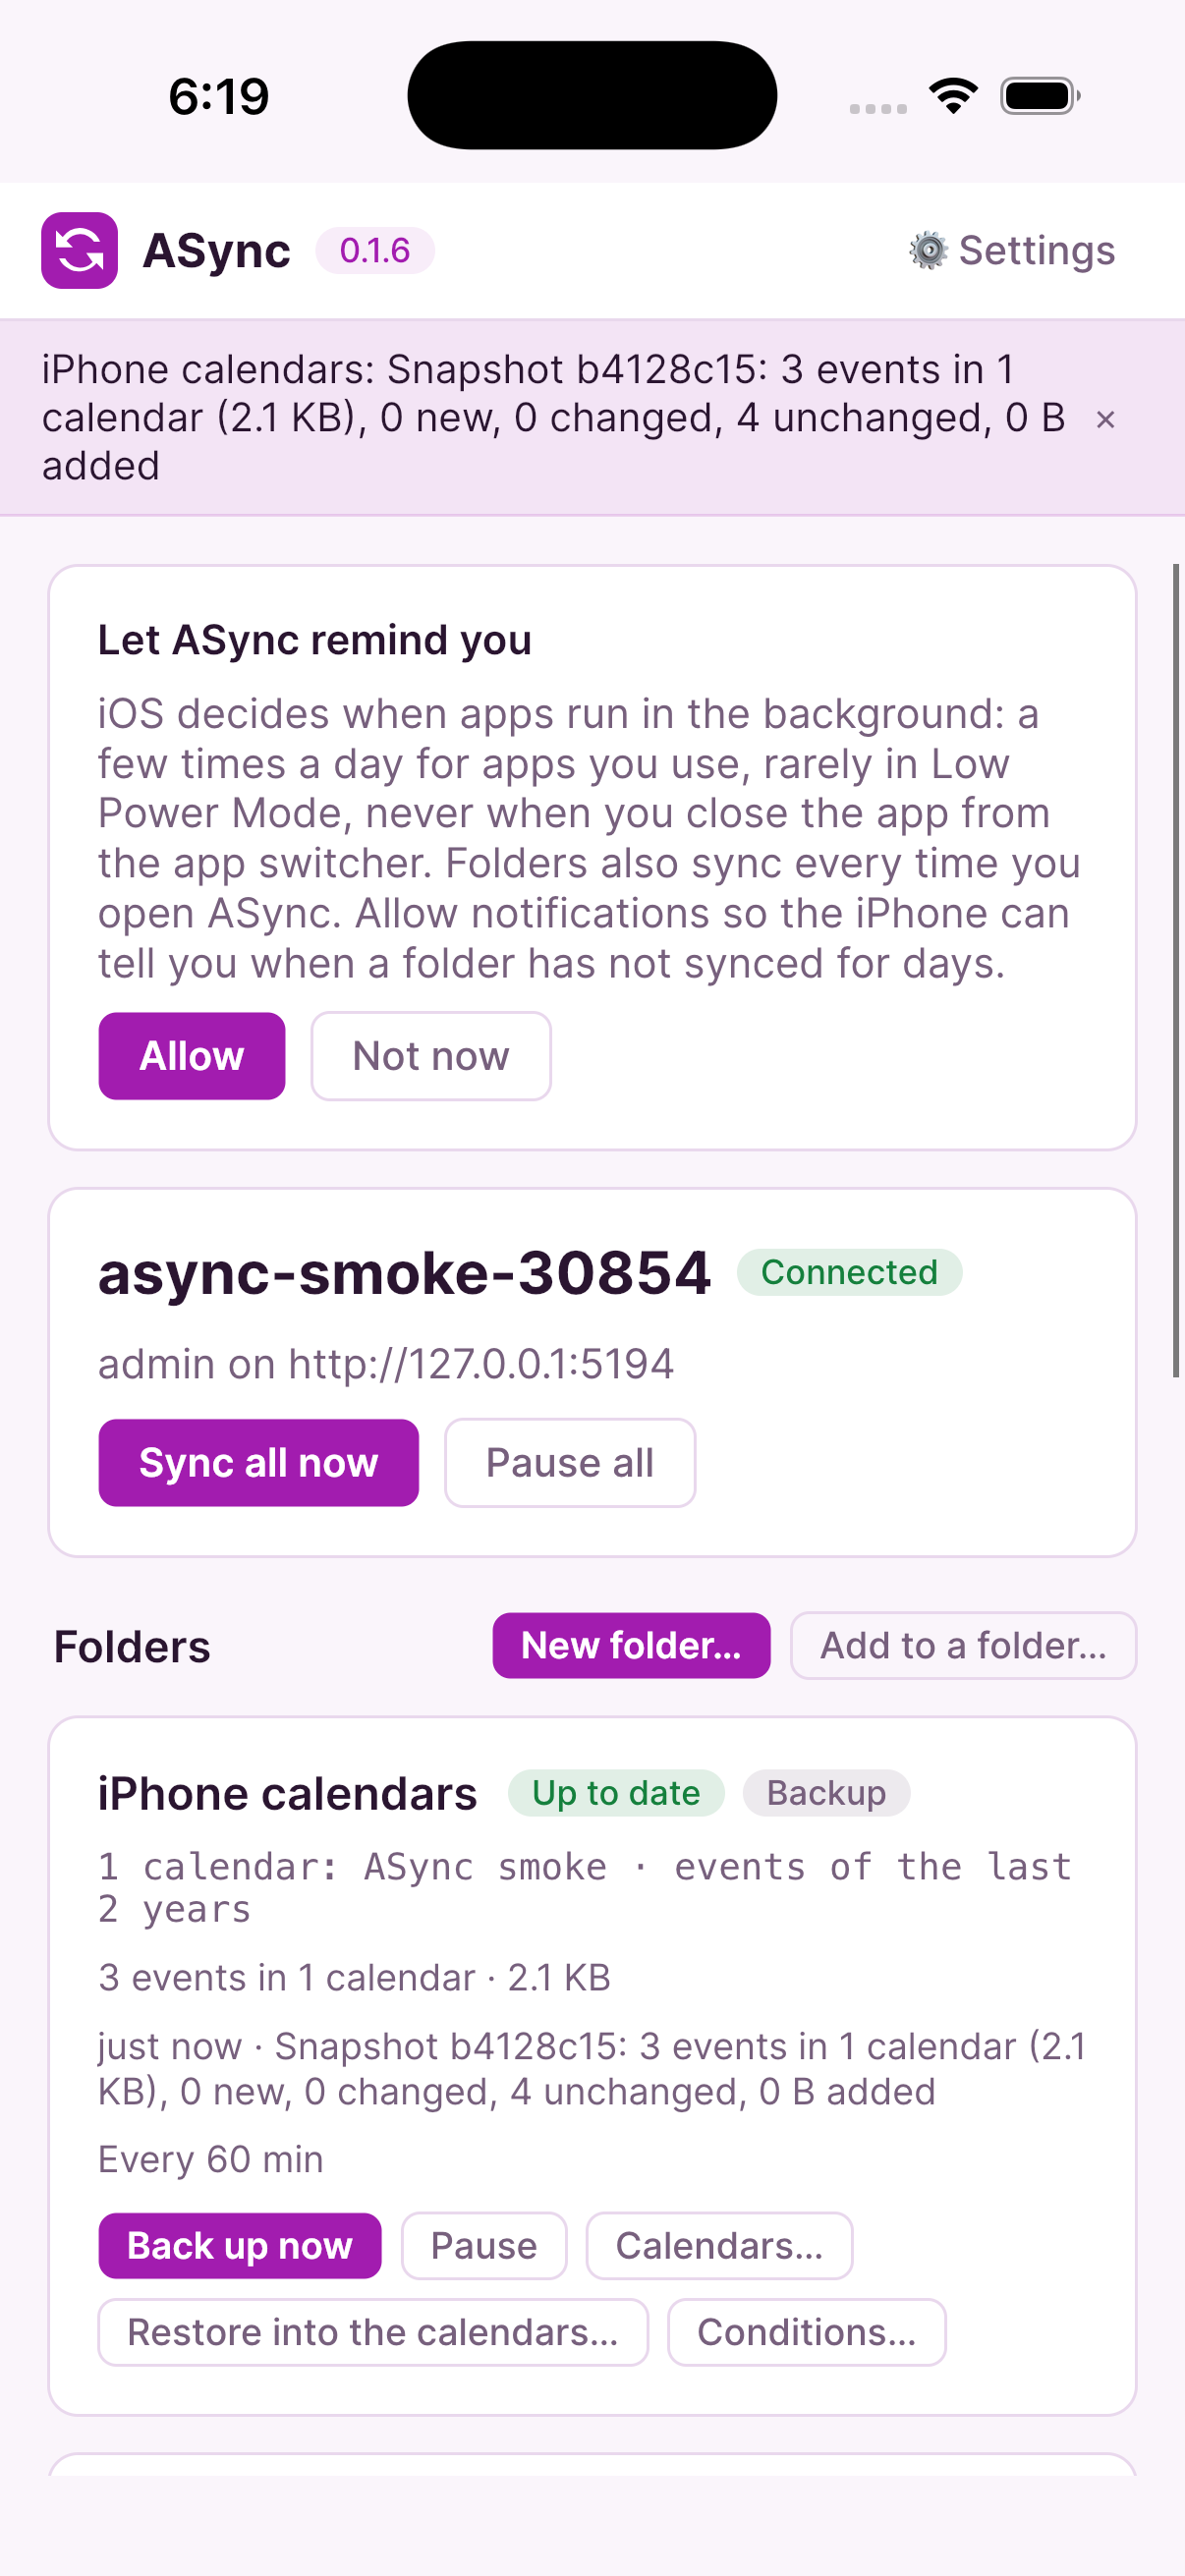 6:19
ASync 0.1.6 Settings
iPhone calendars: Snapshot b4128c15: 3 events in 1
calendar (2.1 KB), 0 new, 0 changed, 4 unchanged, 0 B ×
added
Let ASync remind you
iOS decides when apps run in the background: a
few times a day for apps you use, rarely in Low
Power Mode, never when you close the app from
the app switcher. Folders also sync every time you
open ASync. Allow notifications so the iPhone can
tell you when a folder has not synced for days.
Allow Not now
async-smoke-30854 Connected
admin on http://127.0.0.1:5194
Sync all now Pause all
Folders New folder... Add to a folder...
iPhone calendars Up to date Backup
1 calendar: ASync smoke · events of the last
2 years
3 events in 1 calendar · 2.1 KB
just now · Snapshot b4128c15: 3 events in 1 calendar (2.1
KB), 0 new, 0 changed, 4 unchanged, 0 B added
Every 60 min
Back up now Pause Calendars...
Restore into the calendars... Conditions...